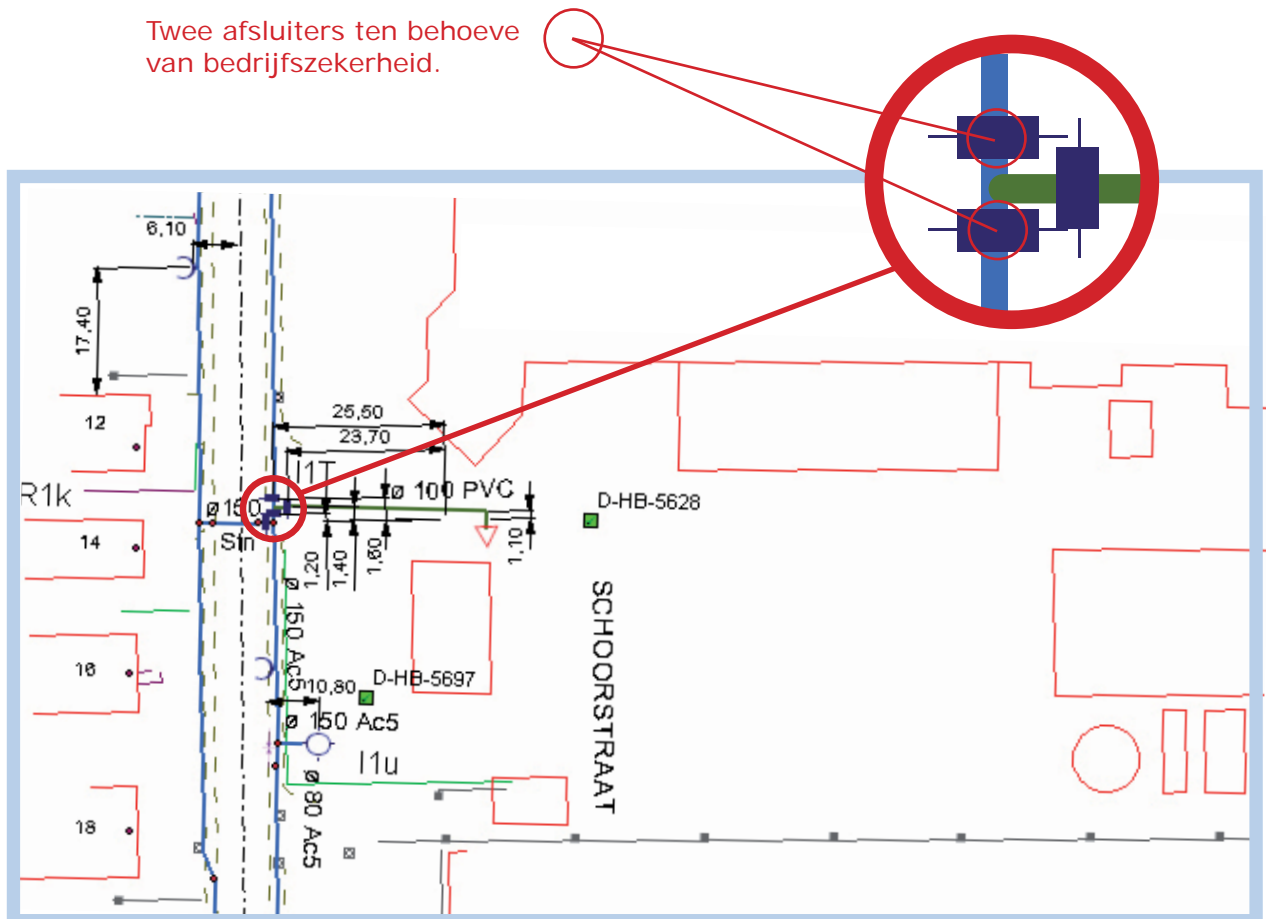 Twee afsluiters ten behoeve
van bedrijfszekerheid.
6,10
17,40
12
25,50
23,70
I1T
R1k
ø 150
ø 100 PVC
D-HB-5628
14
Sin
1,20
1,40
1,60
1,10
ø 150 Ac5
SCHOORSTRAAT
16
10,80
D-HB-5697
ø 150 Ac5
I1u
ø 80 Ac5
18